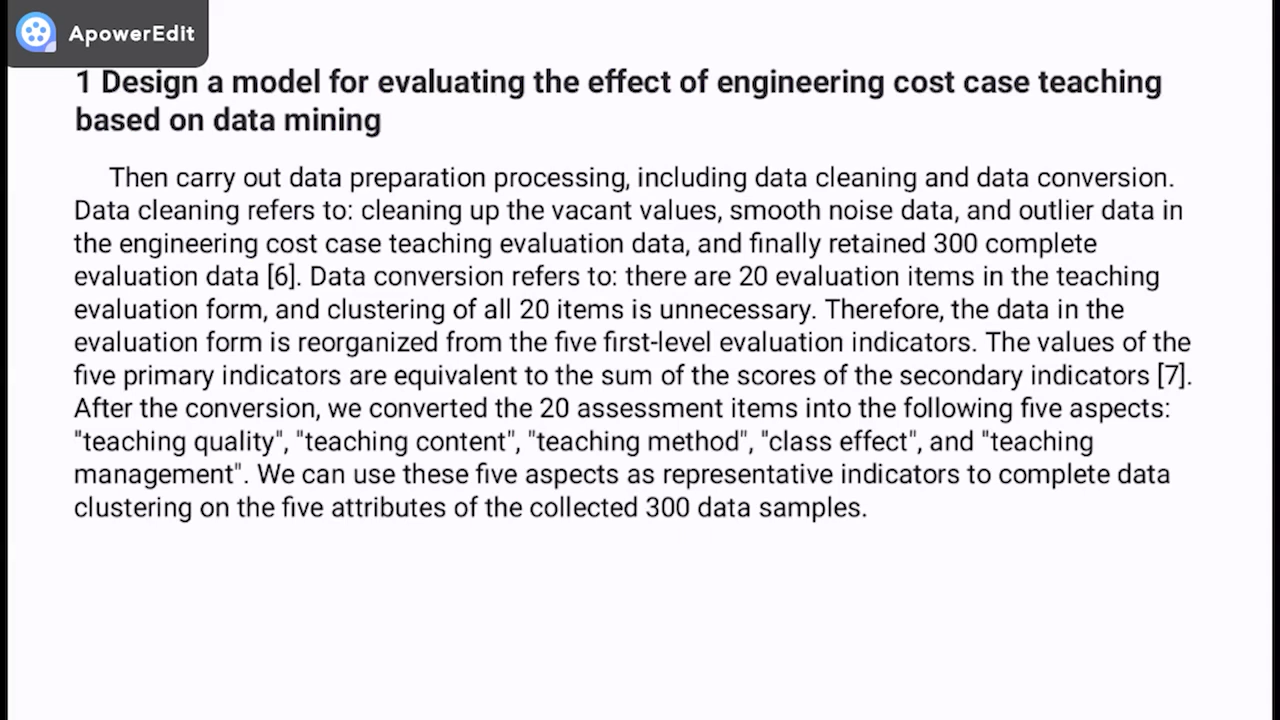 ApowerEdit
1 Design a model for evaluating the effect of engineering cost case teaching
based on data mining
Then carry out data preparation processing, including data cleaning and data conversion.
Data cleaning refers to: cleaning up the vacant values, smooth noise data, and outlier data in
the engineering cost case teaching evaluation data, and finally retained 300 complete
evaluation data [6]. Data conversion refers to: there are 20 evaluation items in the teaching
evaluation form, and clustering of all 20 items is unnecessary. Therefore, the data in the
evaluation form is reorganized from the five first-level evaluation indicators. The values of the
five primary indicators are equivalent to the sum of the scores of the secondary indicators [7].
After the conversion, we converted the 20 assessment items into the following five aspects:
"teaching quality", "teaching content", "teaching method", "class effect", and "teaching
management". We can use these five aspects as representative indicators to complete data
clustering on the five attributes of the collected 300 data samples.